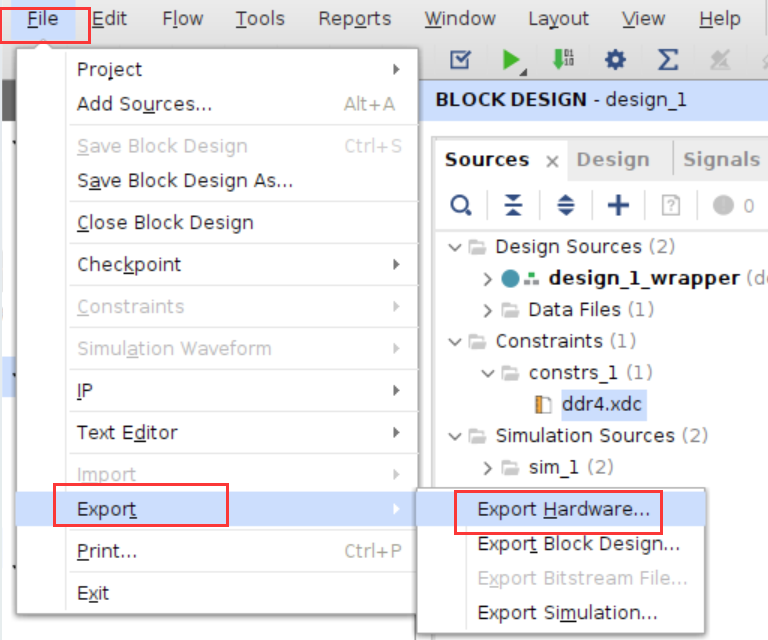 File Edit Flow Tools Reports Window Layout View Help
Project
Add Sources... Alt+A
Save Block Design Ctrl+S
Save Block Design As...
Close Block Design
Checkpoint
Constraints
Simulation Waveform
IP
Text Editor
Import
Export
Print... Ctrl+P
Exit
BLOCK DESIGN - design_1
Sources × Design Signals
0
Design Sources (2)
design_1_wrapper
Data Files (1)
Constraints (1)
constrs_1 (1)
ddr4.xdc
Simulation Sources (2)
sim_1 (2)
Export Hardware...
Export Block Design...
Export Bitstream File...
Export Simulation...